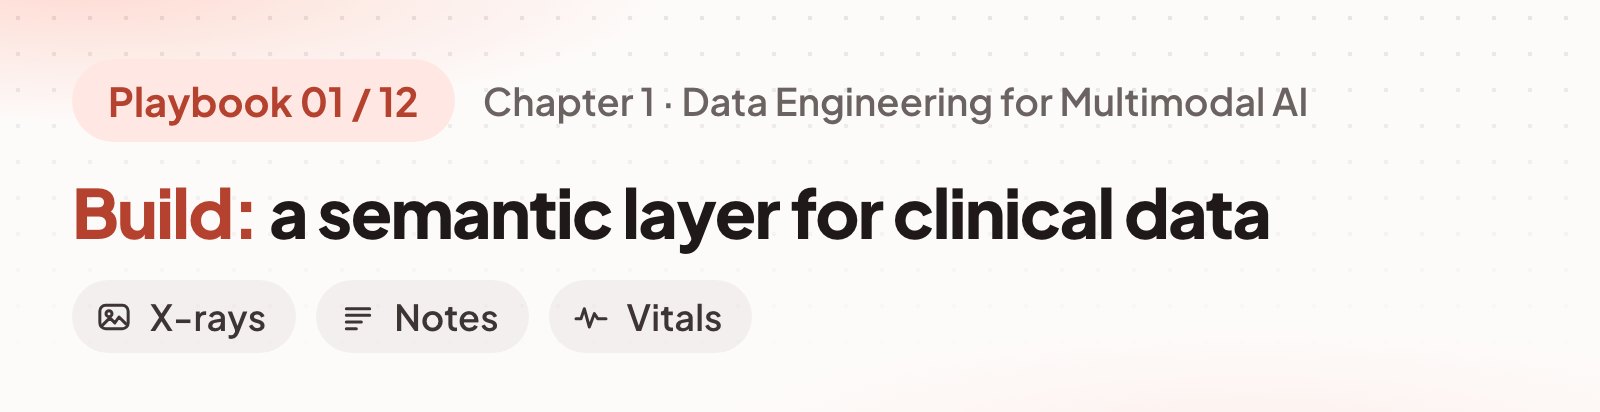 Playbook 01 / 12
Chapter 1 · Data Engineering for Multimodal AI
Build: a semantic layer for clinical data
X-rays
Notes
Vitals